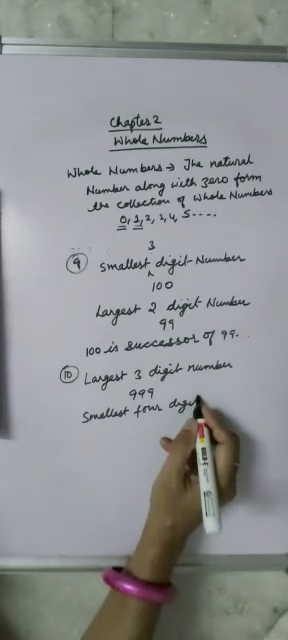 Chapter 2
Whole Numbers
Whole Numbers → The natural
Number along with zero form
the collection of Whole Numbers
0, 1, 2, 3, 4, 5 ....
⑨ Smallest 3 digit Number
100
Largest 2 digit Number
99
100 is successor of 99.
⑩ Largest 3 digit number
999
Smallest four digit